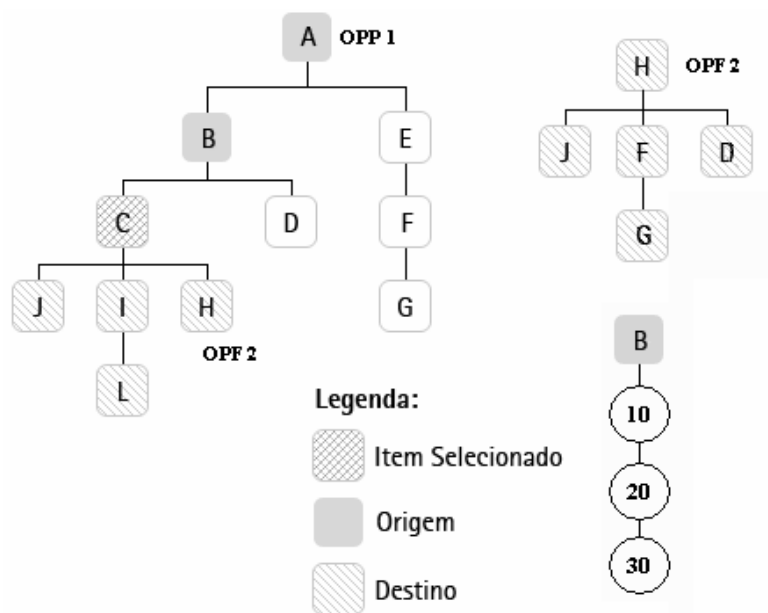 A OPP 1
B E
C D F
J I H G
OPF 2
L
H OPF 2
J F D
G
B
10
20
30
Legenda:
Item Selecionado
Origem
Destino